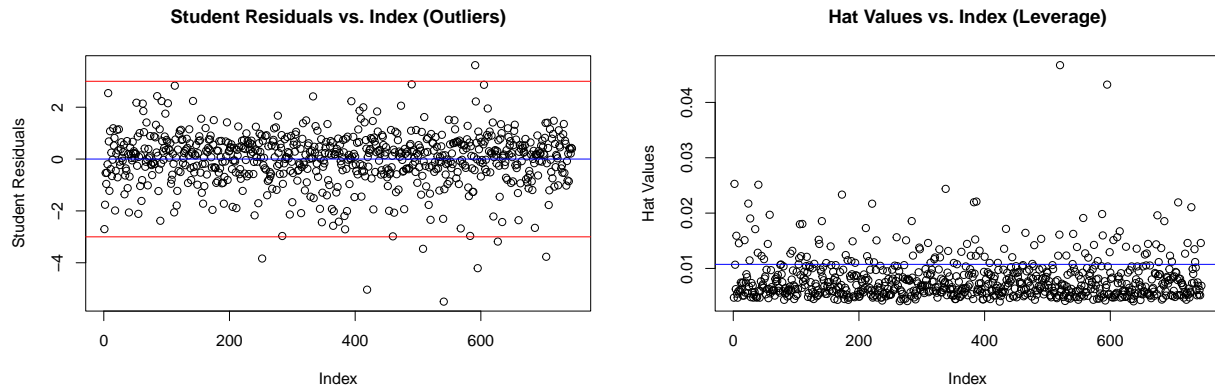 Student Residuals vs. Index (Outliers)
Student Residuals
2
0
−2
−4
0
200
400
600
Index
Hat Values vs. Index (Leverage)
Hat Values
0.04
0.03
0.02
0.01
0
200
400
600
Index